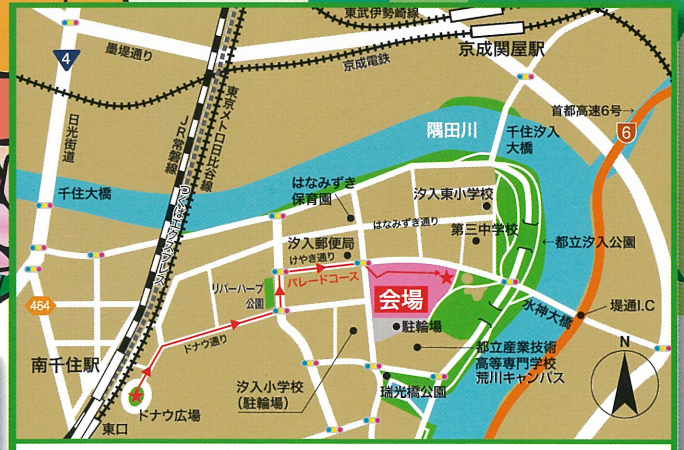 東武伊勢崎線
墨堤通り
京成関屋駅
京成電鉄
4
首都高速6号→
6
日光街道
JR常磐線
東京メトロ日比谷線
つくばエクスプレス
隅田川
千住汐入
大橋
千住大橋
はなみずき
保育園
汐入東小学校
はなみずき通り
第三中学校
汐入郵便局
けやき通り
←都立汐入公園
パレードコース
リバーハープ
公園
会場
464
水神大橋
堤通I.C
駐輪場
ドナウ通り
都立産業技術
高等専門学校
荒川キャンパス
N
南千住駅
汐入小学校
(駐輪場)
瑞光橋公園
ドナウ広場
東口